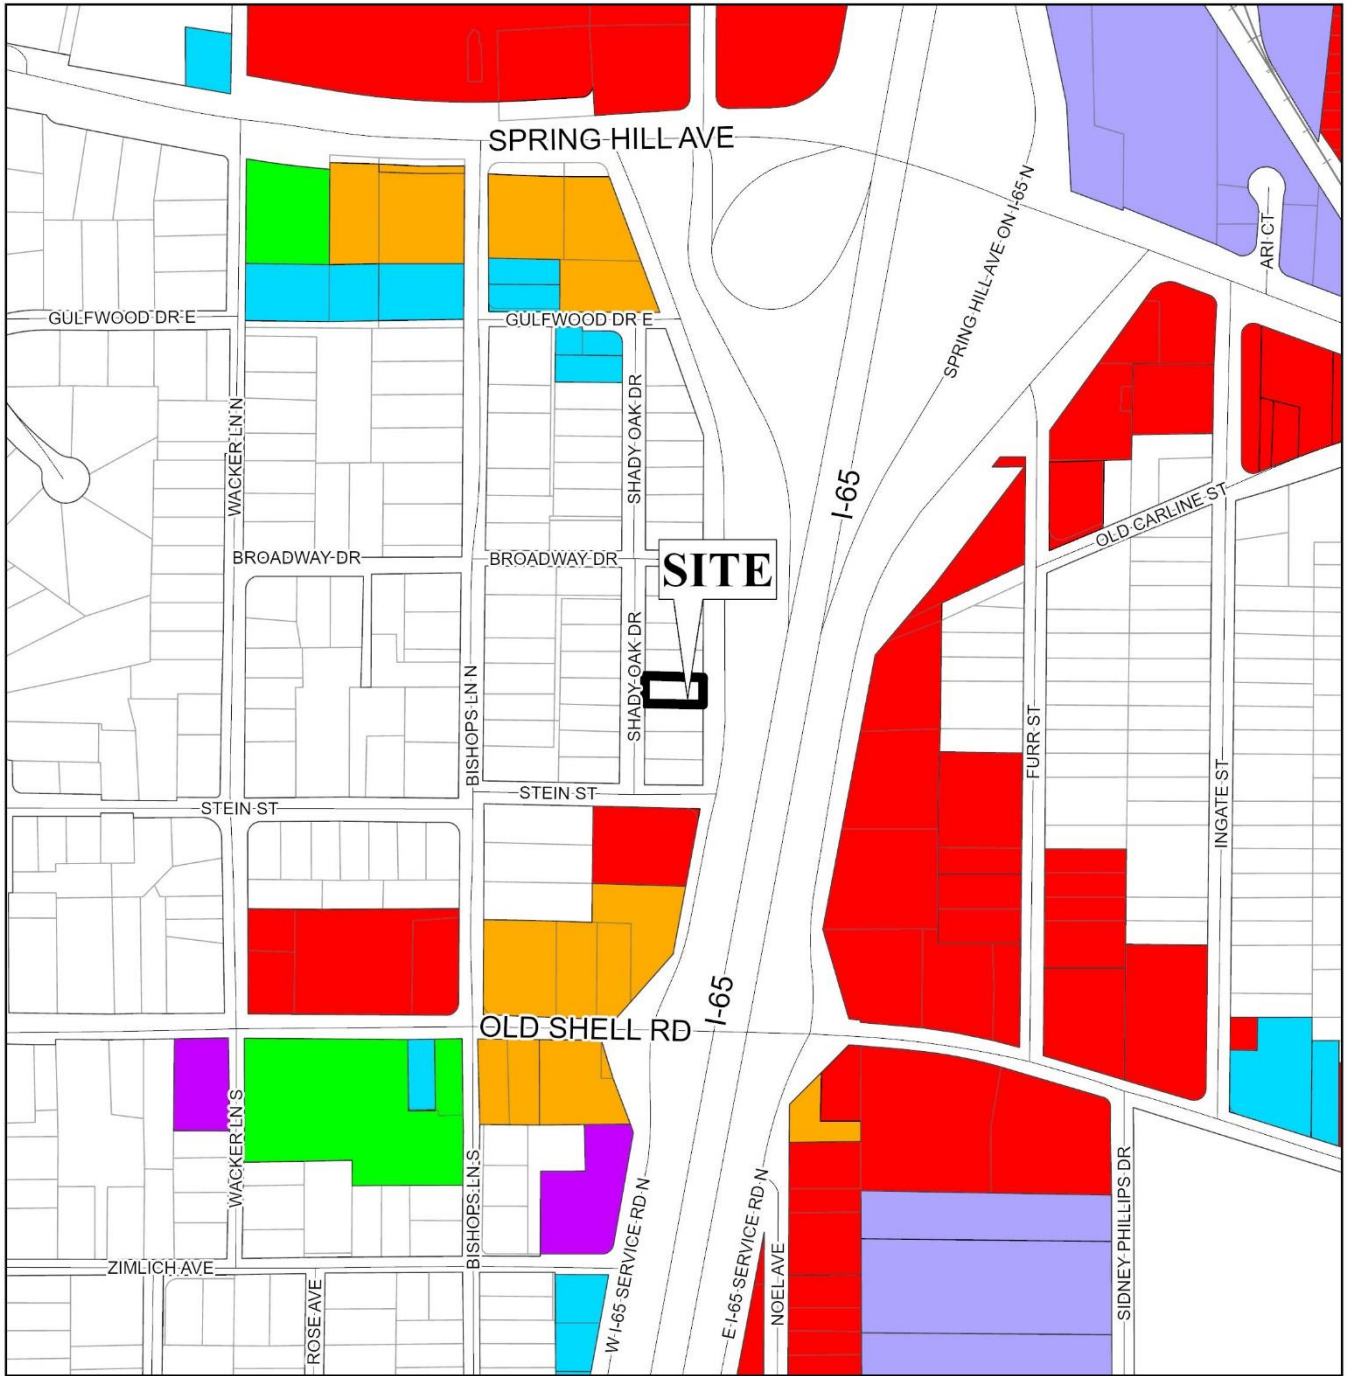 SPRING HILL AVE
SPRING HILL AVE ON I-65 N
ARI CT
GULFWOOD DR E
GULFWOOD DR E
WACKER LN N
SHADY OAK DR
I-65
OLD CARLINE ST
BROADWAY DR
BROADWAY DR
SITE
SHADY OAK DR
BISHOPS LN N
FURR ST
INGATE ST
STEIN ST
STEIN ST
I-65
OLD SHELL RD
WACKER LN S
BISHOPS LN S
W I-65 SERVICE RD N
E I-65 SERVICE RD N
NOEL AVE
SIDNEY PHILLIPS DR
ZIMLICH AVE
ROSE AVE